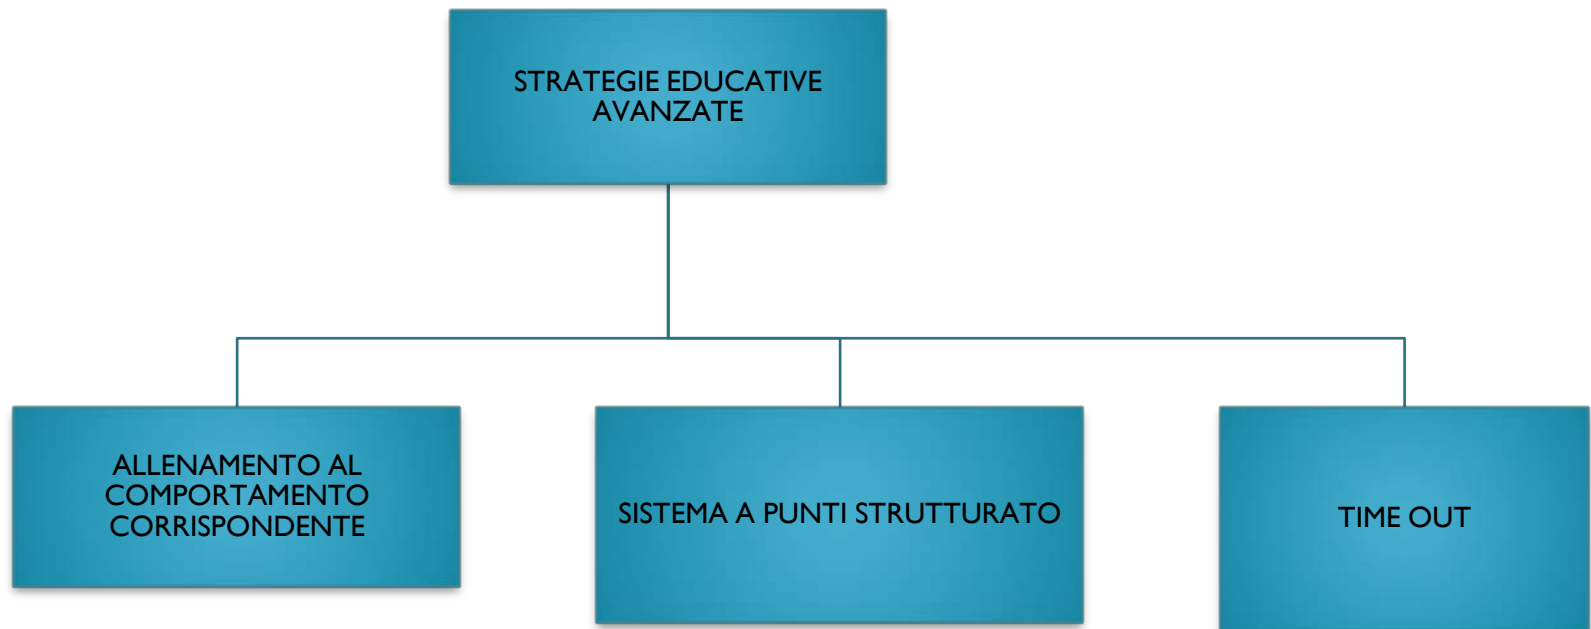 STRATEGIE EDUCATIVE
AVANZATE
ALLENAMENTO AL
COMPORTAMENTO
CORRISPONDENTE
SISTEMA A PUNTI STRUTTURATO
TIME OUT